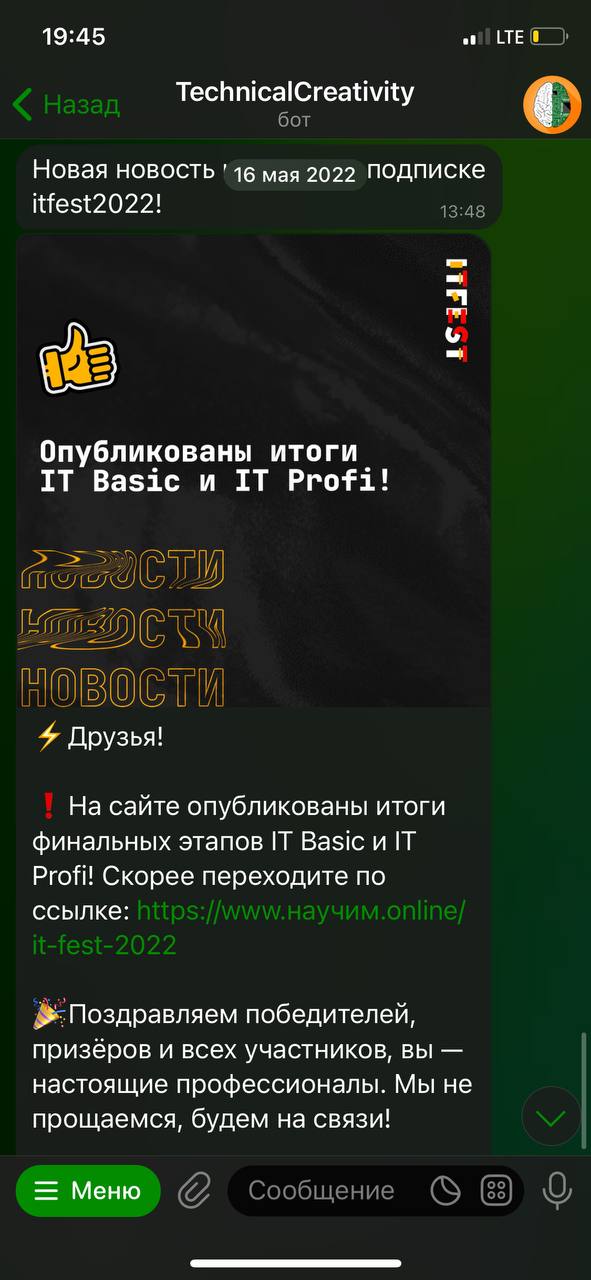 19:45
LTE
Назад
TechnicalCreativity
бот
Новая новость
16 мая 2022
подписке
itfest2022!
13:48
ITFEST
Опубликованы итоги
IT Basic и IT Profi!
НОВОСТИ
НОВОСТИ
НОВОСТИ
⚡ Друзья!
❗ На сайте опубликованы итоги
финальных этапов IT Basic и IT
Profi! Скорее переходите по
ссылке: https://www.научим.online/
it-fest-2022
🎉Поздравляем победителей,
призёров и всех участников, вы —
настоящие профессионалы. Мы не
прощаемся, будем на связи!
Меню
Сообщение